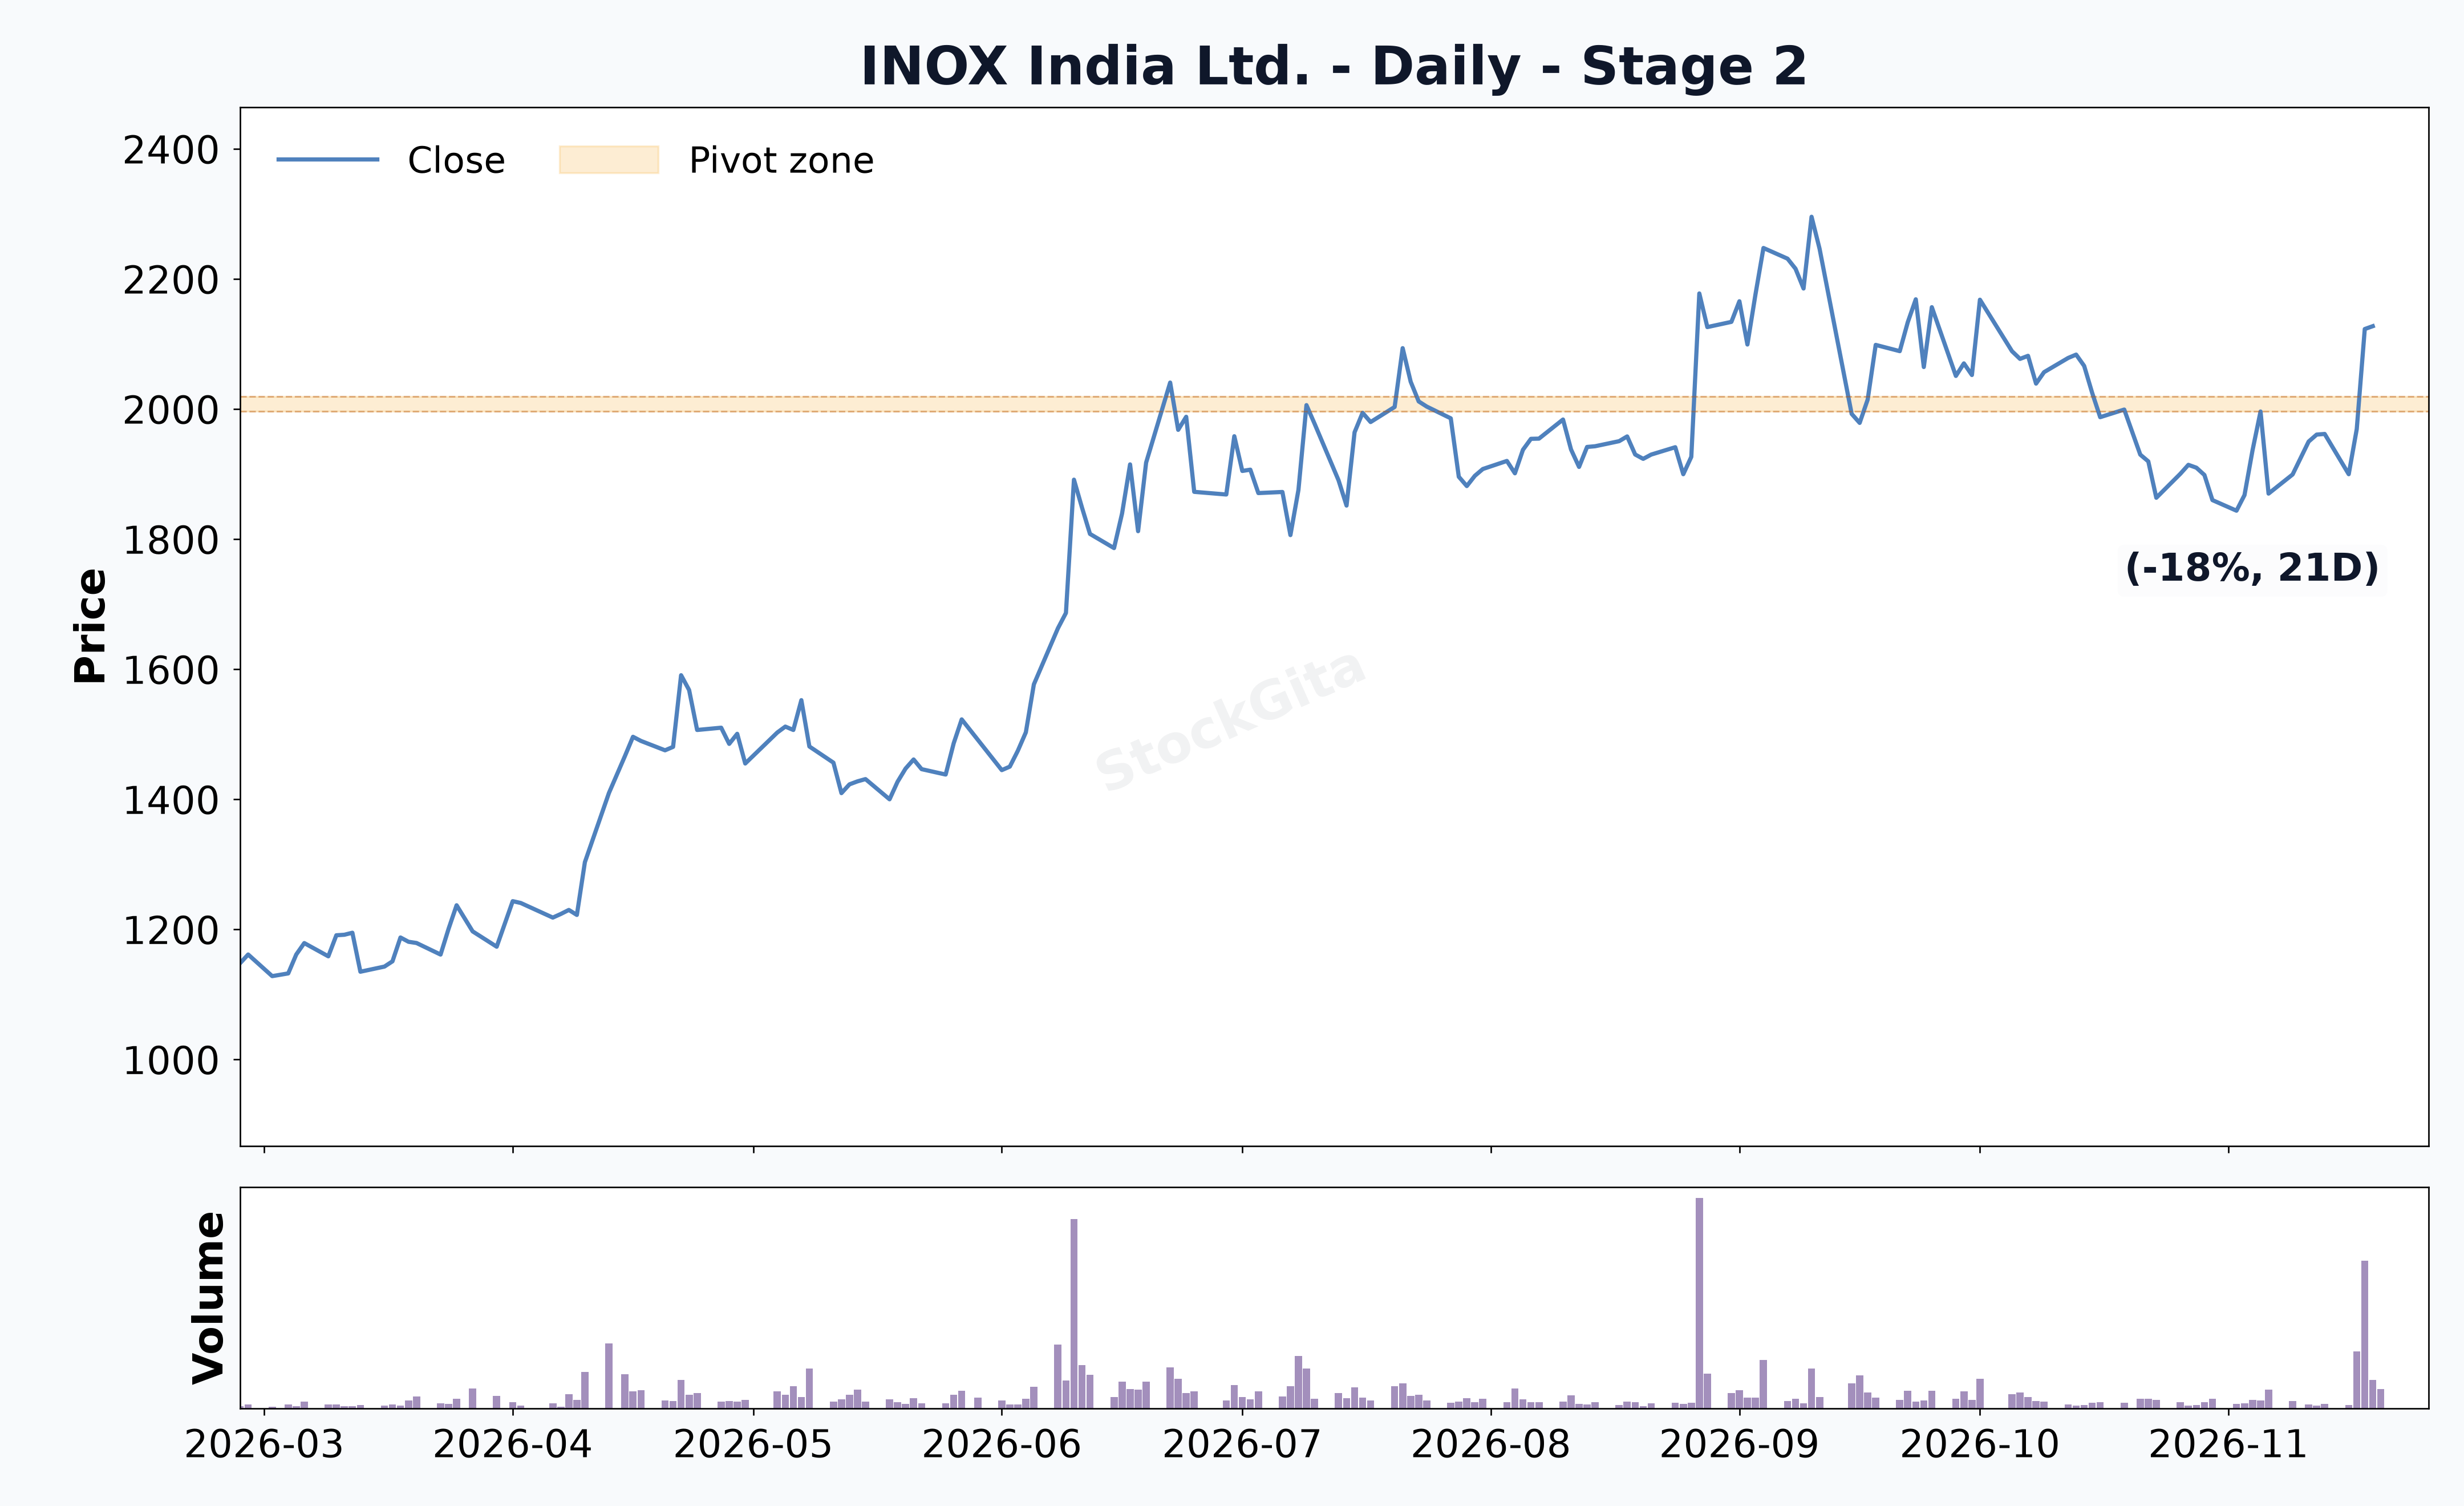 INOX India Ltd. - Daily - Stage 2
Close
Pivot zone
2400
2200
2000
1800
1600
1400
1200
1000
Price
(-18%, 21D)
StockGita
Volume
2026-03
2026-04
2026-05
2026-06
2026-07
2026-08
2026-09
2026-10
2026-11